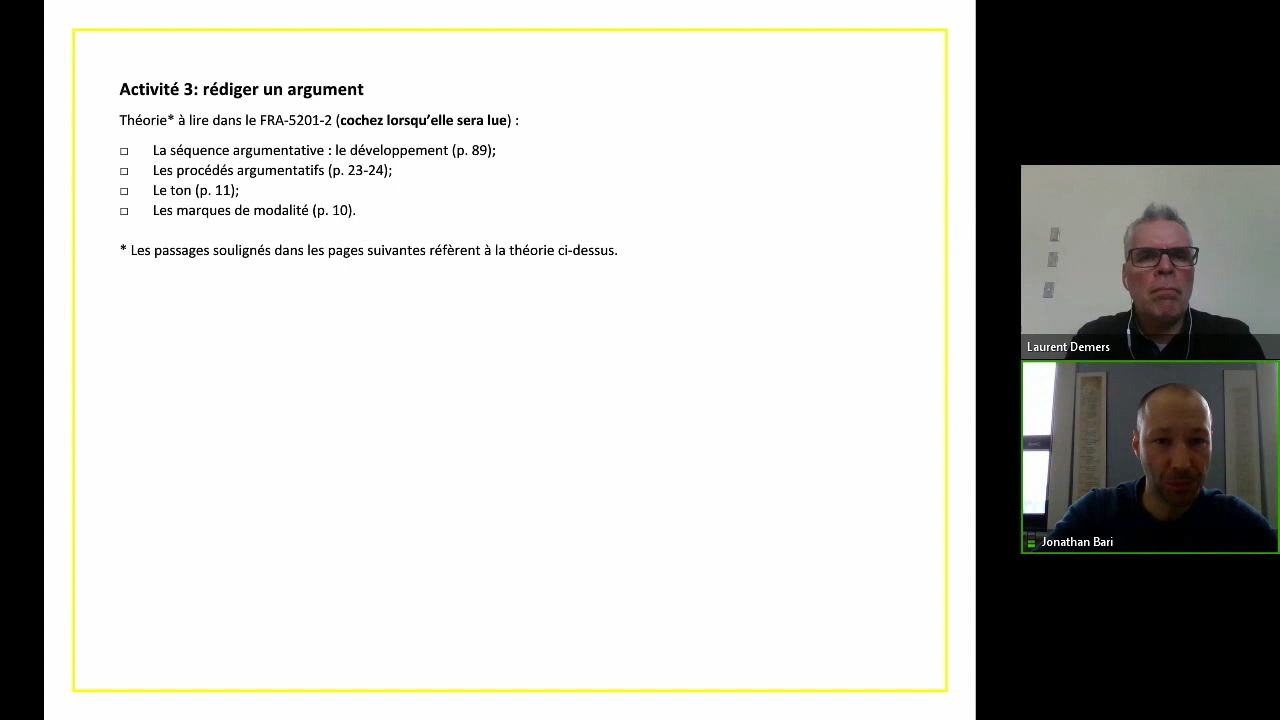 Activité 3: rédiger un argument
Théorie* à lire dans le FRA-5201-2 (cochez lorsqu’elle sera lue) :
□ La séquence argumentative : le développement (p. 89);
□ Les procédés argumentatifs (p. 23-24);
□ Le ton (p. 11);
□ Les marques de modalité (p. 10).
* Les passages soulignés dans les pages suivantes réfèrent à la théorie ci-dessus.
Laurent Demers
Jonathan Bari